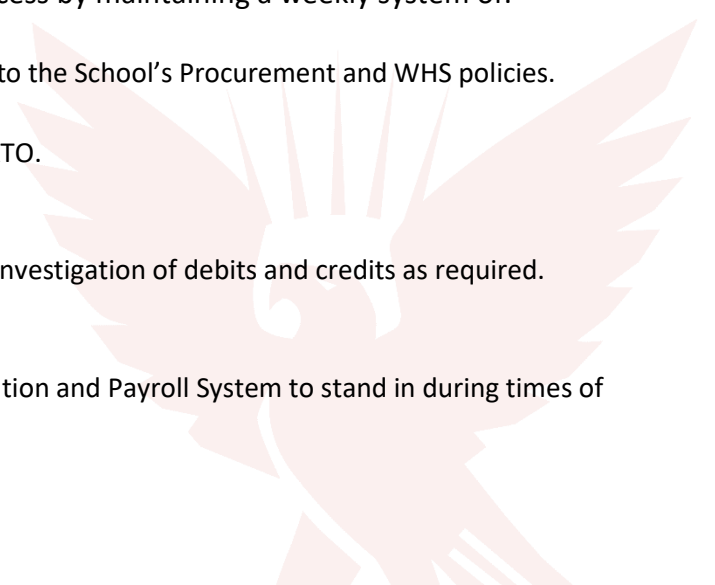 cess by maintaining a weekly system of:
to the School’s Procurement and WHS policies.
TO.
nvestigation of debits and credits as required.
tion and Payroll System to stand in during times of